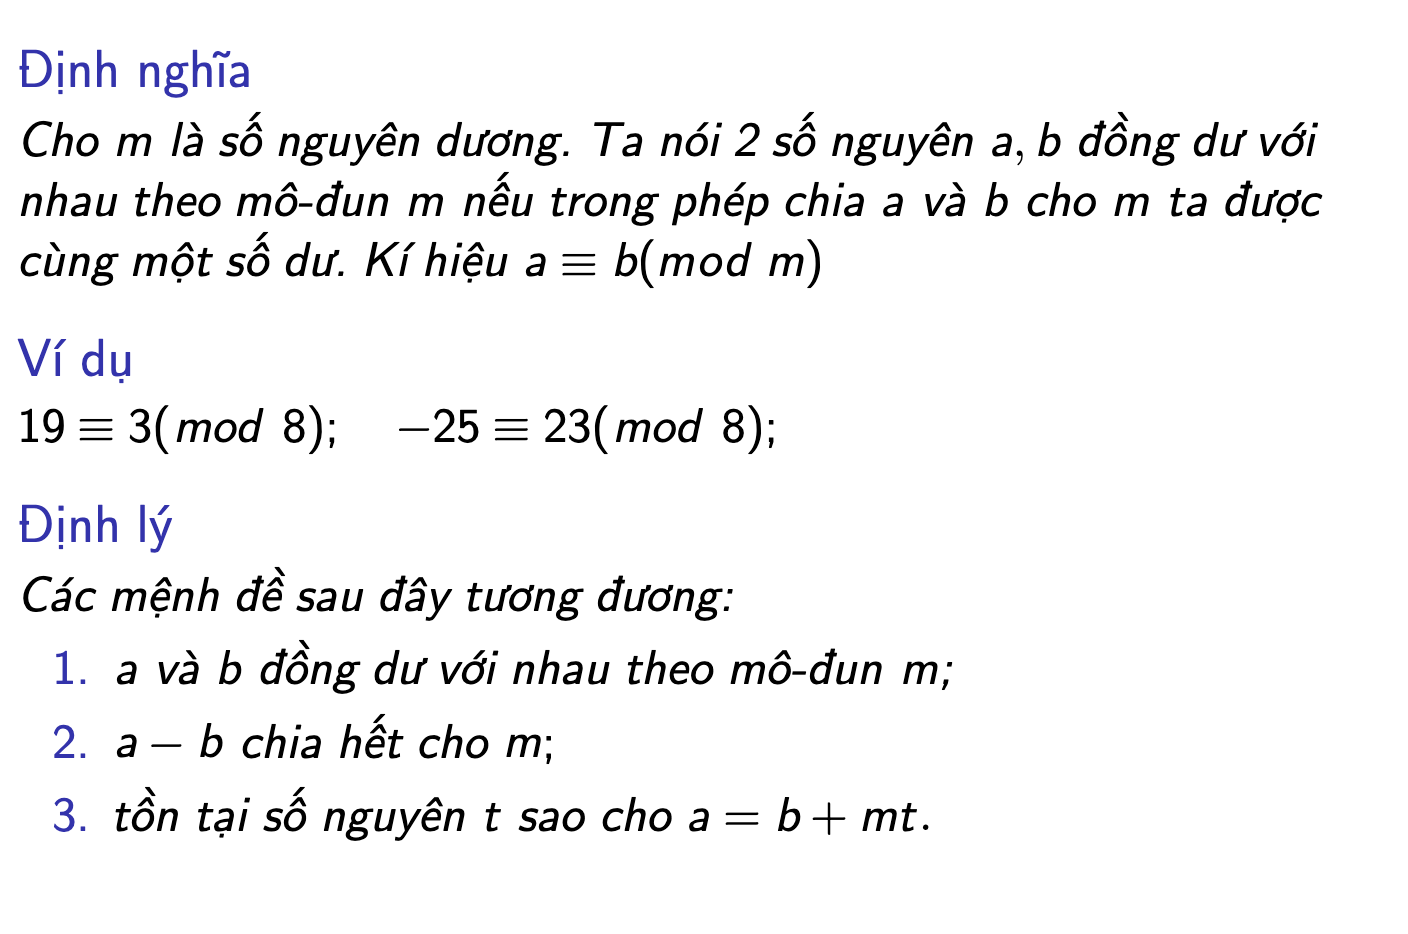 Định nghĩa
Cho m là số nguyên dương. Ta nói 2 số nguyên a, b đồng dư với
nhau theo mô-đun m nếu trong phép chia a và b cho m ta được
cùng một số dư. Kí hiệu a ≡ b(mod m)
Ví dụ
19 ≡ 3(mod 8); −25 ≡ 23(mod 8);
Định lý
Các mệnh đề sau đây tương đương:
1. a và b đồng dư với nhau theo mô-đun m;
2. a − b chia hết cho m;
3. tồn tại số nguyên t sao cho a = b + mt.